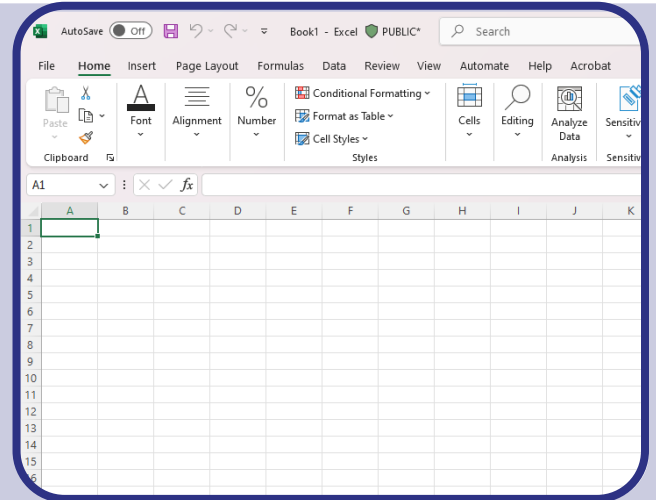 AutoSave Off Book1 - Excel PUBLIC* Search
File Home Insert Page Layout Formulas Data Review View Automate Help Acrobat
Paste
Font
Alignment
%
Number
Conditional Formatting
Format as Table
Cell Styles
Cells
Editing
Analyze
Data
Sensitiv
Clipboard Styles Analysis Sensitiv
A1 fx
A B C D E F G H I J K
1
2
3
4
5
6
7
8
9
10
11
12
13
14
15